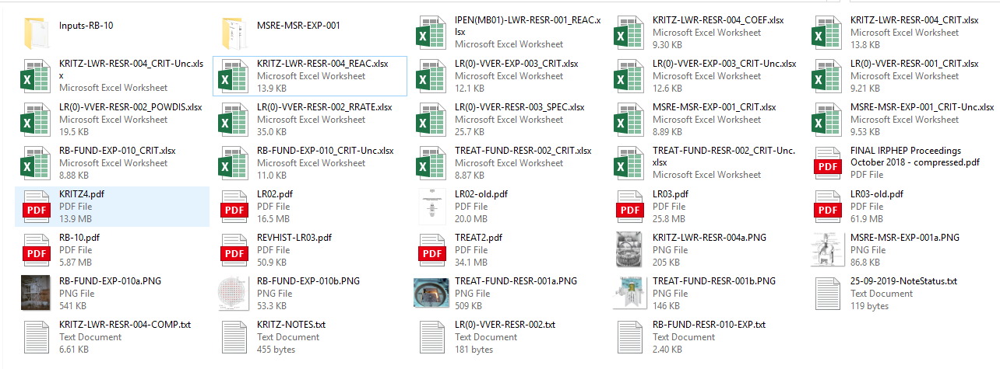 Inputs-RB-10
MSRE-MSR-EXP-001
IPEN(MB01)-LWR-RESR-001_REAC.x
lsx
Microsoft Excel Worksheet
KRITZ-LWR-RESR-004_COEF.xlsx
Microsoft Excel Worksheet
9.30 KB
KRITZ-LWR-RESR-004_CRIT.xlsx
Microsoft Excel Worksheet
13.8 KB
KRITZ-LWR-RESR-004_CRIT-Unc.xls
x
Microsoft Excel Worksheet
KRITZ-LWR-RESR-004_REAC.xlsx
Microsoft Excel Worksheet
13.9 KB
LR(0)-VVER-EXP-003_CRIT.xlsx
Microsoft Excel Worksheet
12.1 KB
LR(0)-VVER-EXP-003_CRIT-Unc.xlsx
Microsoft Excel Worksheet
12.6 KB
LR(0)-VVER-RESR-001_CRIT.xlsx
Microsoft Excel Worksheet
9.21 KB
LR(0)-VVER-RESR-002_POWDIS.xlsx
Microsoft Excel Worksheet
19.5 KB
LR(0)-VVER-RESR-002_RRATE.xlsx
Microsoft Excel Worksheet
35.0 KB
LR(0)-VVER-RESR-003_SPEC.xlsx
Microsoft Excel Worksheet
25.7 KB
MSRE-MSR-EXP-001_CRIT.xlsx
Microsoft Excel Worksheet
8.89 KB
MSRE-MSR-EXP-001_CRIT-Unc.xlsx
Microsoft Excel Worksheet
9.53 KB
RB-FUND-EXP-010_CRIT.xlsx
Microsoft Excel Worksheet
8.88 KB
RB-FUND-EXP-010_CRIT-Unc.xlsx
Microsoft Excel Worksheet
11.0 KB
TREAT-FUND-RESR-002_CRIT.xlsx
Microsoft Excel Worksheet
8.87 KB
TREAT-FUND-RESR-002_CRIT-Unc.
xlsx
Microsoft Excel Worksheet
FINAL IRPHEP Proceedings
October 2018 - compressed.pdf
PDF File
KRITZ4.pdf
PDF File
13.9 MB
LR02.pdf
PDF File
16.5 MB
LR02-old.pdf
PDF File
20.0 MB
LR03.pdf
PDF File
25.8 MB
LR03-old.pdf
PDF File
61.9 MB
RB-10.pdf
PDF File
5.87 MB
REVHIST-LR03.pdf
PDF File
50.9 KB
TREAT2.pdf
PDF File
34.1 MB
KRITZ-LWR-RESR-004a.PNG
PNG File
205 KB
MSRE-MSR-EXP-001a.PNG
PNG File
86.8 KB
RB-FUND-EXP-010a.PNG
PNG File
541 KB
RB-FUND-EXP-010b.PNG
PNG File
53.3 KB
TREAT-FUND-RESR-001a.PNG
PNG File
509 KB
TREAT-FUND-RESR-001b.PNG
PNG File
146 KB
25-09-2019-NoteStatus.txt
Text Document
119 bytes
KRITZ-LWR-RESR-004-COMP.txt
Text Document
6.61 KB
KRITZ-NOTES.txt
Text Document
455 bytes
LR(0)-VVER-RESR-002.txt
Text Document
181 bytes
RB-FUND-RESR-010-EXP.txt
Text Document
2.40 KB